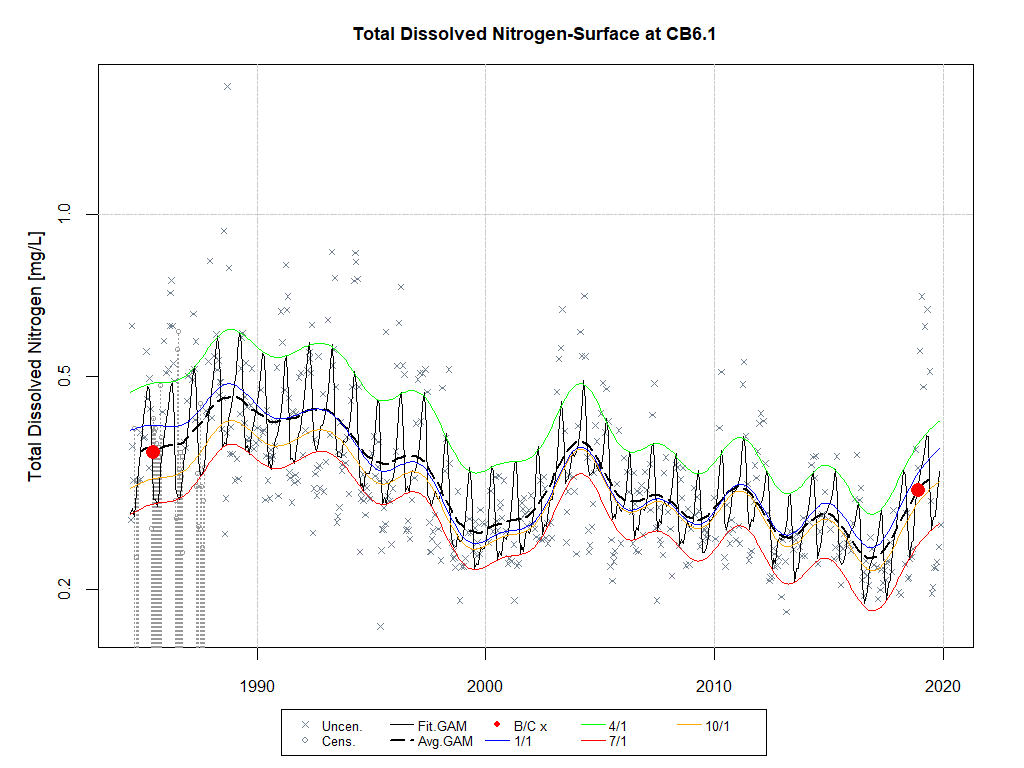 Total Dissolved Nitrogen-Surface at CB6.1
Total Dissolved Nitrogen [mg/L]
1.0
0.5
0.2
1990 2000 2010 2020
Uncen. Fit.GAM B/C x 4/1 10/1
Cens. Avg.GAM 1/1 7/1